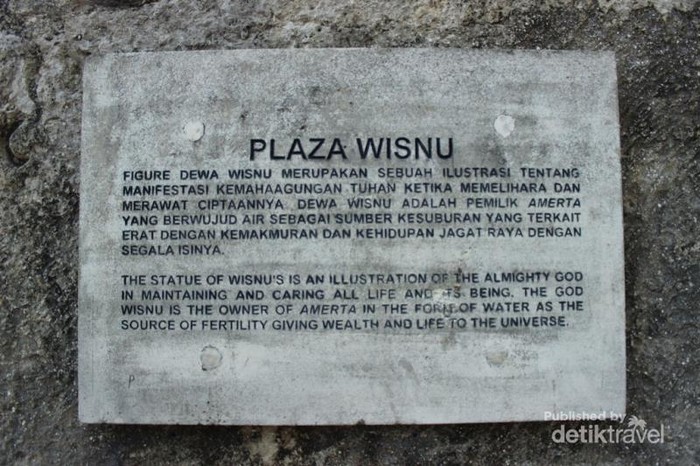 PLAZA WISNU
FIGURE DEWA WISNU MERUPAKAN SEBUAH ILUSTRASI TENTANG
MANIFESTASI KEMAHAAGUNGAN TUHAN KETIKA MEMELIHARA DAN
MERAWAT CIPTAANNYA. DEWA WISNU ADALAH PEMILIK AMERTA
YANG BERWUJUD AIR SEBAGAI SUMBER KESUBURAN YANG TERKAIT
ERAT DENGAN KEMAKMURAN DAN KEHIDUPAN JAGAT RAYA DENGAN
SEGALA ISINYA.
THE STATUE OF WISNU'S IS AN ILLUSTRATION OF THE ALMIGHTY GOD
IN MAINTAINING AND CARING ALL LIFE AND ITS BEING. THE GOD
WISNU IS THE OWNER OF AMERTA IN THE FORM OF WATER AS THE
SOURCE OF FERTILITY GIVING WEALTH AND LIFE TO THE UNIVERSE.
Published by
detiktravel